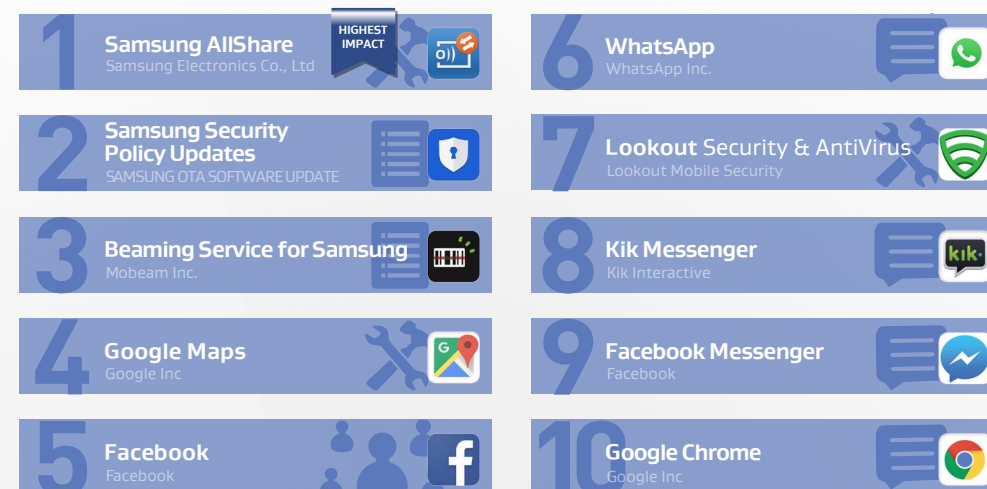 1
Samsung AllShare
Samsung Electronics Co., Ltd
HIGHEST
IMPACT
2
Samsung Security
Policy Updates
SAMSUNG OTA SOFTWARE UPDATE
3
Beaming Service for Samsung
Mobeam Inc.
4
Google Maps
Google Inc
G
5
Facebook
Facebook
f
6
WhatsApp
WhatsApp Inc.
7
Lookout Security & AntiVirus
Lookout Mobile Security
8
Kik Messenger
Kik Interactive
kik
9
Facebook Messenger
Facebook
10
Google Chrome
Google Inc